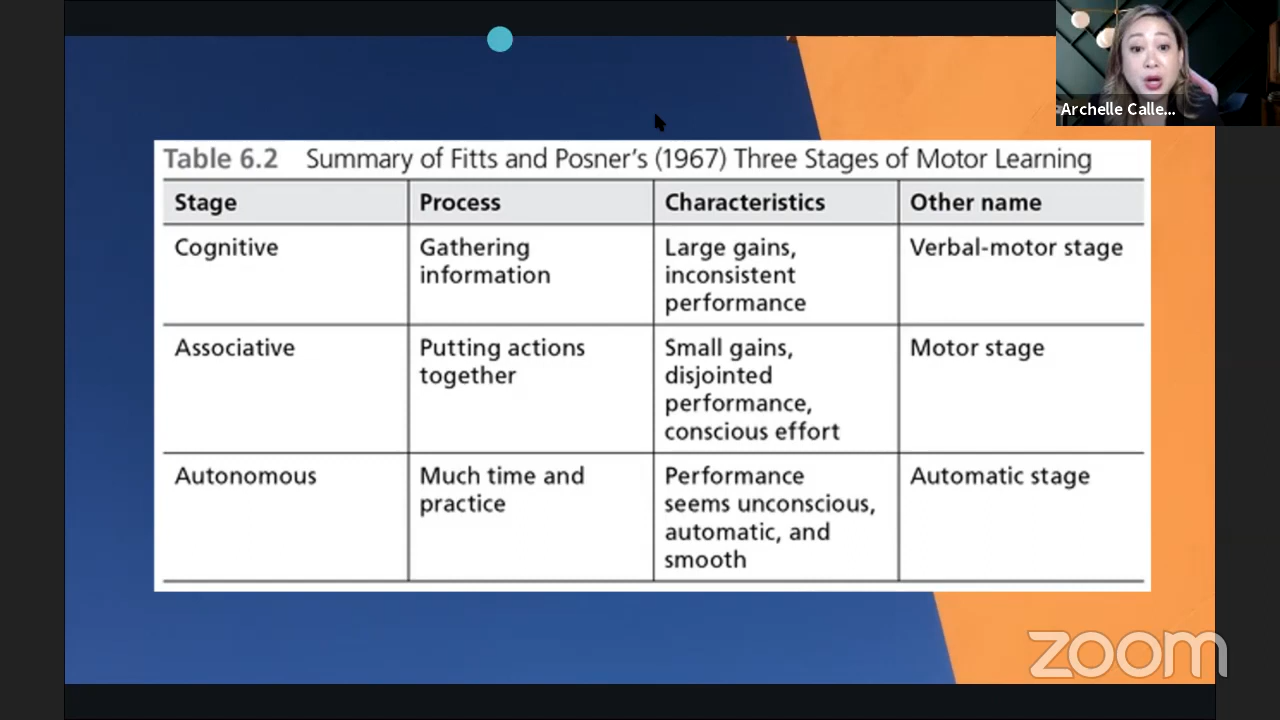 Archelle Calle...
Table 6.2 Summary of Fitts and Posner's (1967) Three Stages of Motor Learning
Stage Process Characteristics Other name
Cognitive Gathering information Large gains, inconsistent performance Verbal-motor stage
Associative Putting actions together Small gains, disjointed performance, conscious effort Motor stage
Autonomous Much time and practice Performance seems unconscious, automatic, and smooth Automatic stage
zoom